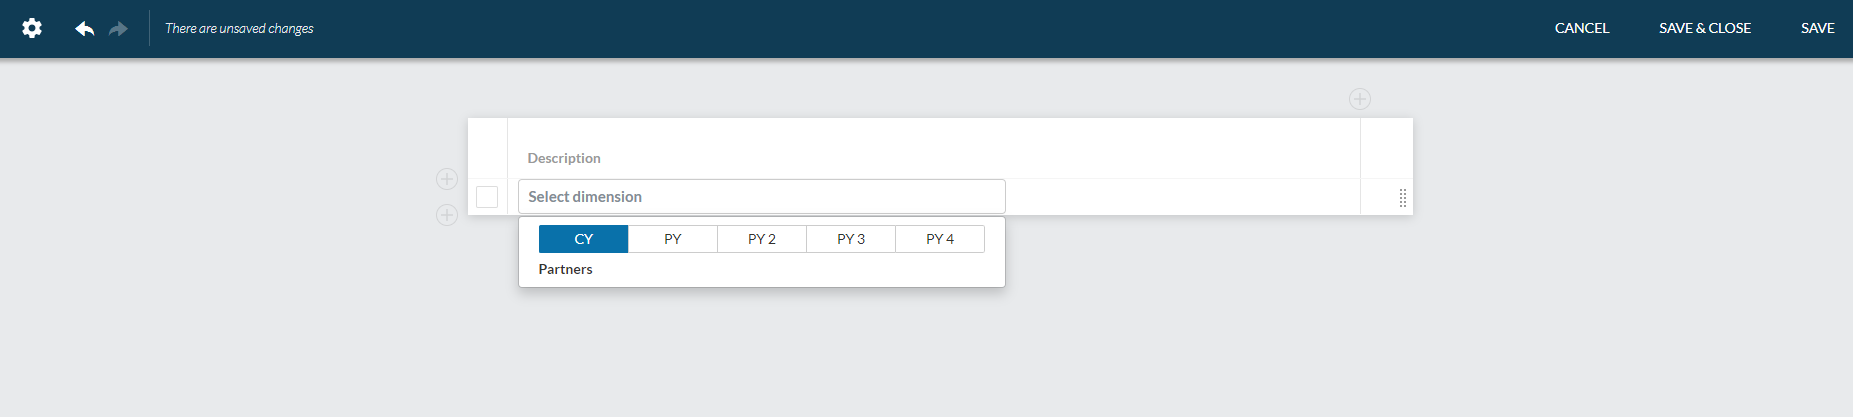 There are unsaved changes
CANCEL SAVE & CLOSE SAVE
Description
Select dimension
CY PY PY 2 PY 3 PY 4
Partners